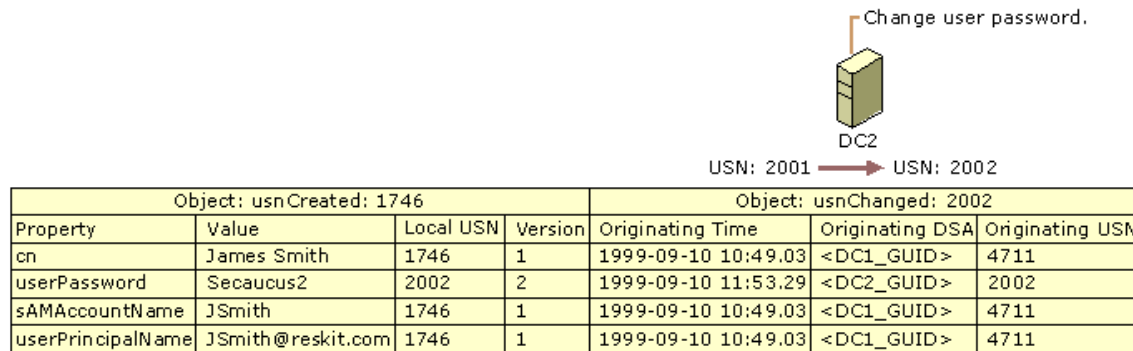 Change user password.
DC2
USN: 2001 USN: 2002
Object: usnCreated: 1746 Object: usnChanged: 2002
Property Value Local USN Version Originating Time Originating DSA Originating USN
cn James Smith 1746 1 1999-09-10 10:49.03 <DC1_GUID> 4711
userPassword Secaucus2 2002 2 1999-09-10 11:53.29 <DC2_GUID> 2002
sAMAccountName JSmith 1746 1 1999-09-10 10:49.03 <DC1_GUID> 4711
userPrincipalName JSmith@reskit.com 1746 1 1999-09-10 10:49.03 <DC1_GUID> 4711